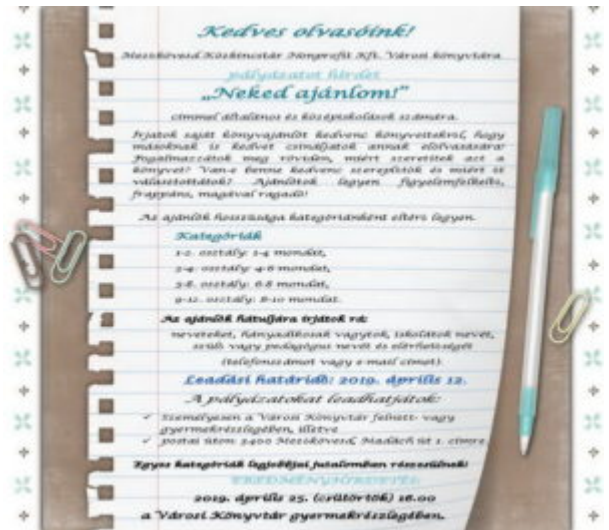 Kedves olvasóink!
Mezőkövesd Közkincstár Nonprofit Kft. Városi Könyvtára
pályázatot hirdet
„Neked ajánlom!”
címmel általános és középiskolások számára.
Írjatok saját könyvajánlót kedvenc könyvetekről, hogy
másoknak is kedvet csináljatok annak elolvasására!
Fogalmazzátok meg röviden, miért szeretitek azt a
könyvet? Van-e benne kedvenc szereplőtök és miért őt
választottátok? Ajánlótok legyen figyelemfelkeltő,
frappáns, magával ragadó!
Az ajánlók hosszúsága kategóriánként eltérő legyen.
Kategóriák
1-2. osztály: 2-4 mondat,
3-4. osztály: 4-6 mondat,
5-8. osztály: 6-8 mondat,
9-12. osztály: 8-10 mondat.
Az ajánlók hátuljára írjátok rá:
neveteket, hányadikosak vagytok, iskolátok nevét,
szülő vagy pedagógus nevét és elérhetőségét
(telefonszámot vagy e-mail címet).
Leadási határidő: 2019. április 12.
A pályázatokat leadhatjátok:
✓ Személyesen a Városi Könyvtár felnőtt- vagy
gyermekrészlegében, illetve
✓ postai úton: 3400 Mezőkövesd, Madách út 1. címre.
Egyes kategóriák legjobbjai jutalomban részesülnek!
EREDMÉNYHIRDETÉS:
2019. április 25. (csütörtök) 16.00
a Városi Könyvtár gyermekrészlegében.